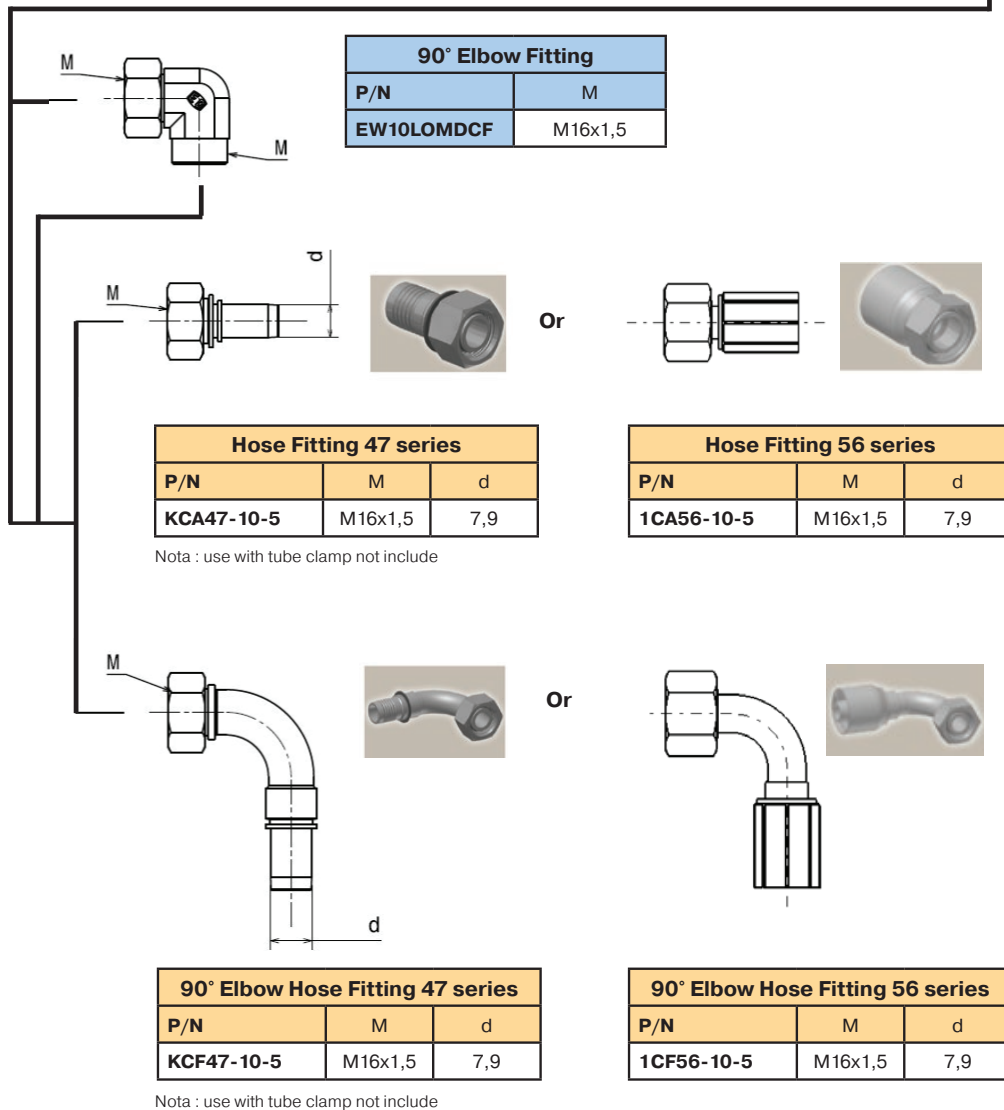 90° Elbow Fitting
P/N M
EW10LOMDCF M16x1,5
M
M
M
d
Or
Hose Fitting 47 series
P/N M d
KCA47-10-5 M16x1,5 7,9
Nota : use with tube clamp not include
Hose Fitting 56 series
P/N M d
1CA56-10-5 M16x1,5 7,9
M
d
Or
90° Elbow Hose Fitting 47 series
P/N M d
KCF47-10-5 M16x1,5 7,9
Nota : use with tube clamp not include
90° Elbow Hose Fitting 56 series
P/N M d
1CF56-10-5 M16x1,5 7,9